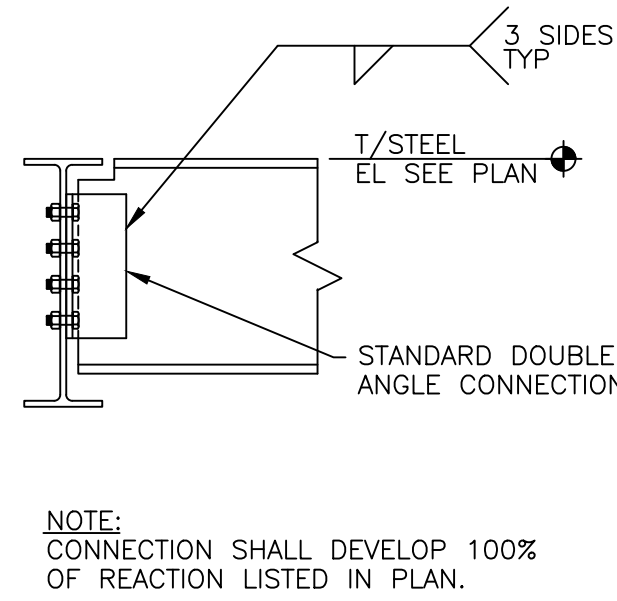 3 SIDES
TYP
T/STEEL
EL SEE PLAN
STANDARD DOUBLE
ANGLE CONNECTION
NOTE:
CONNECTION SHALL DEVELOP 100%
OF REACTION LISTED IN PLAN.